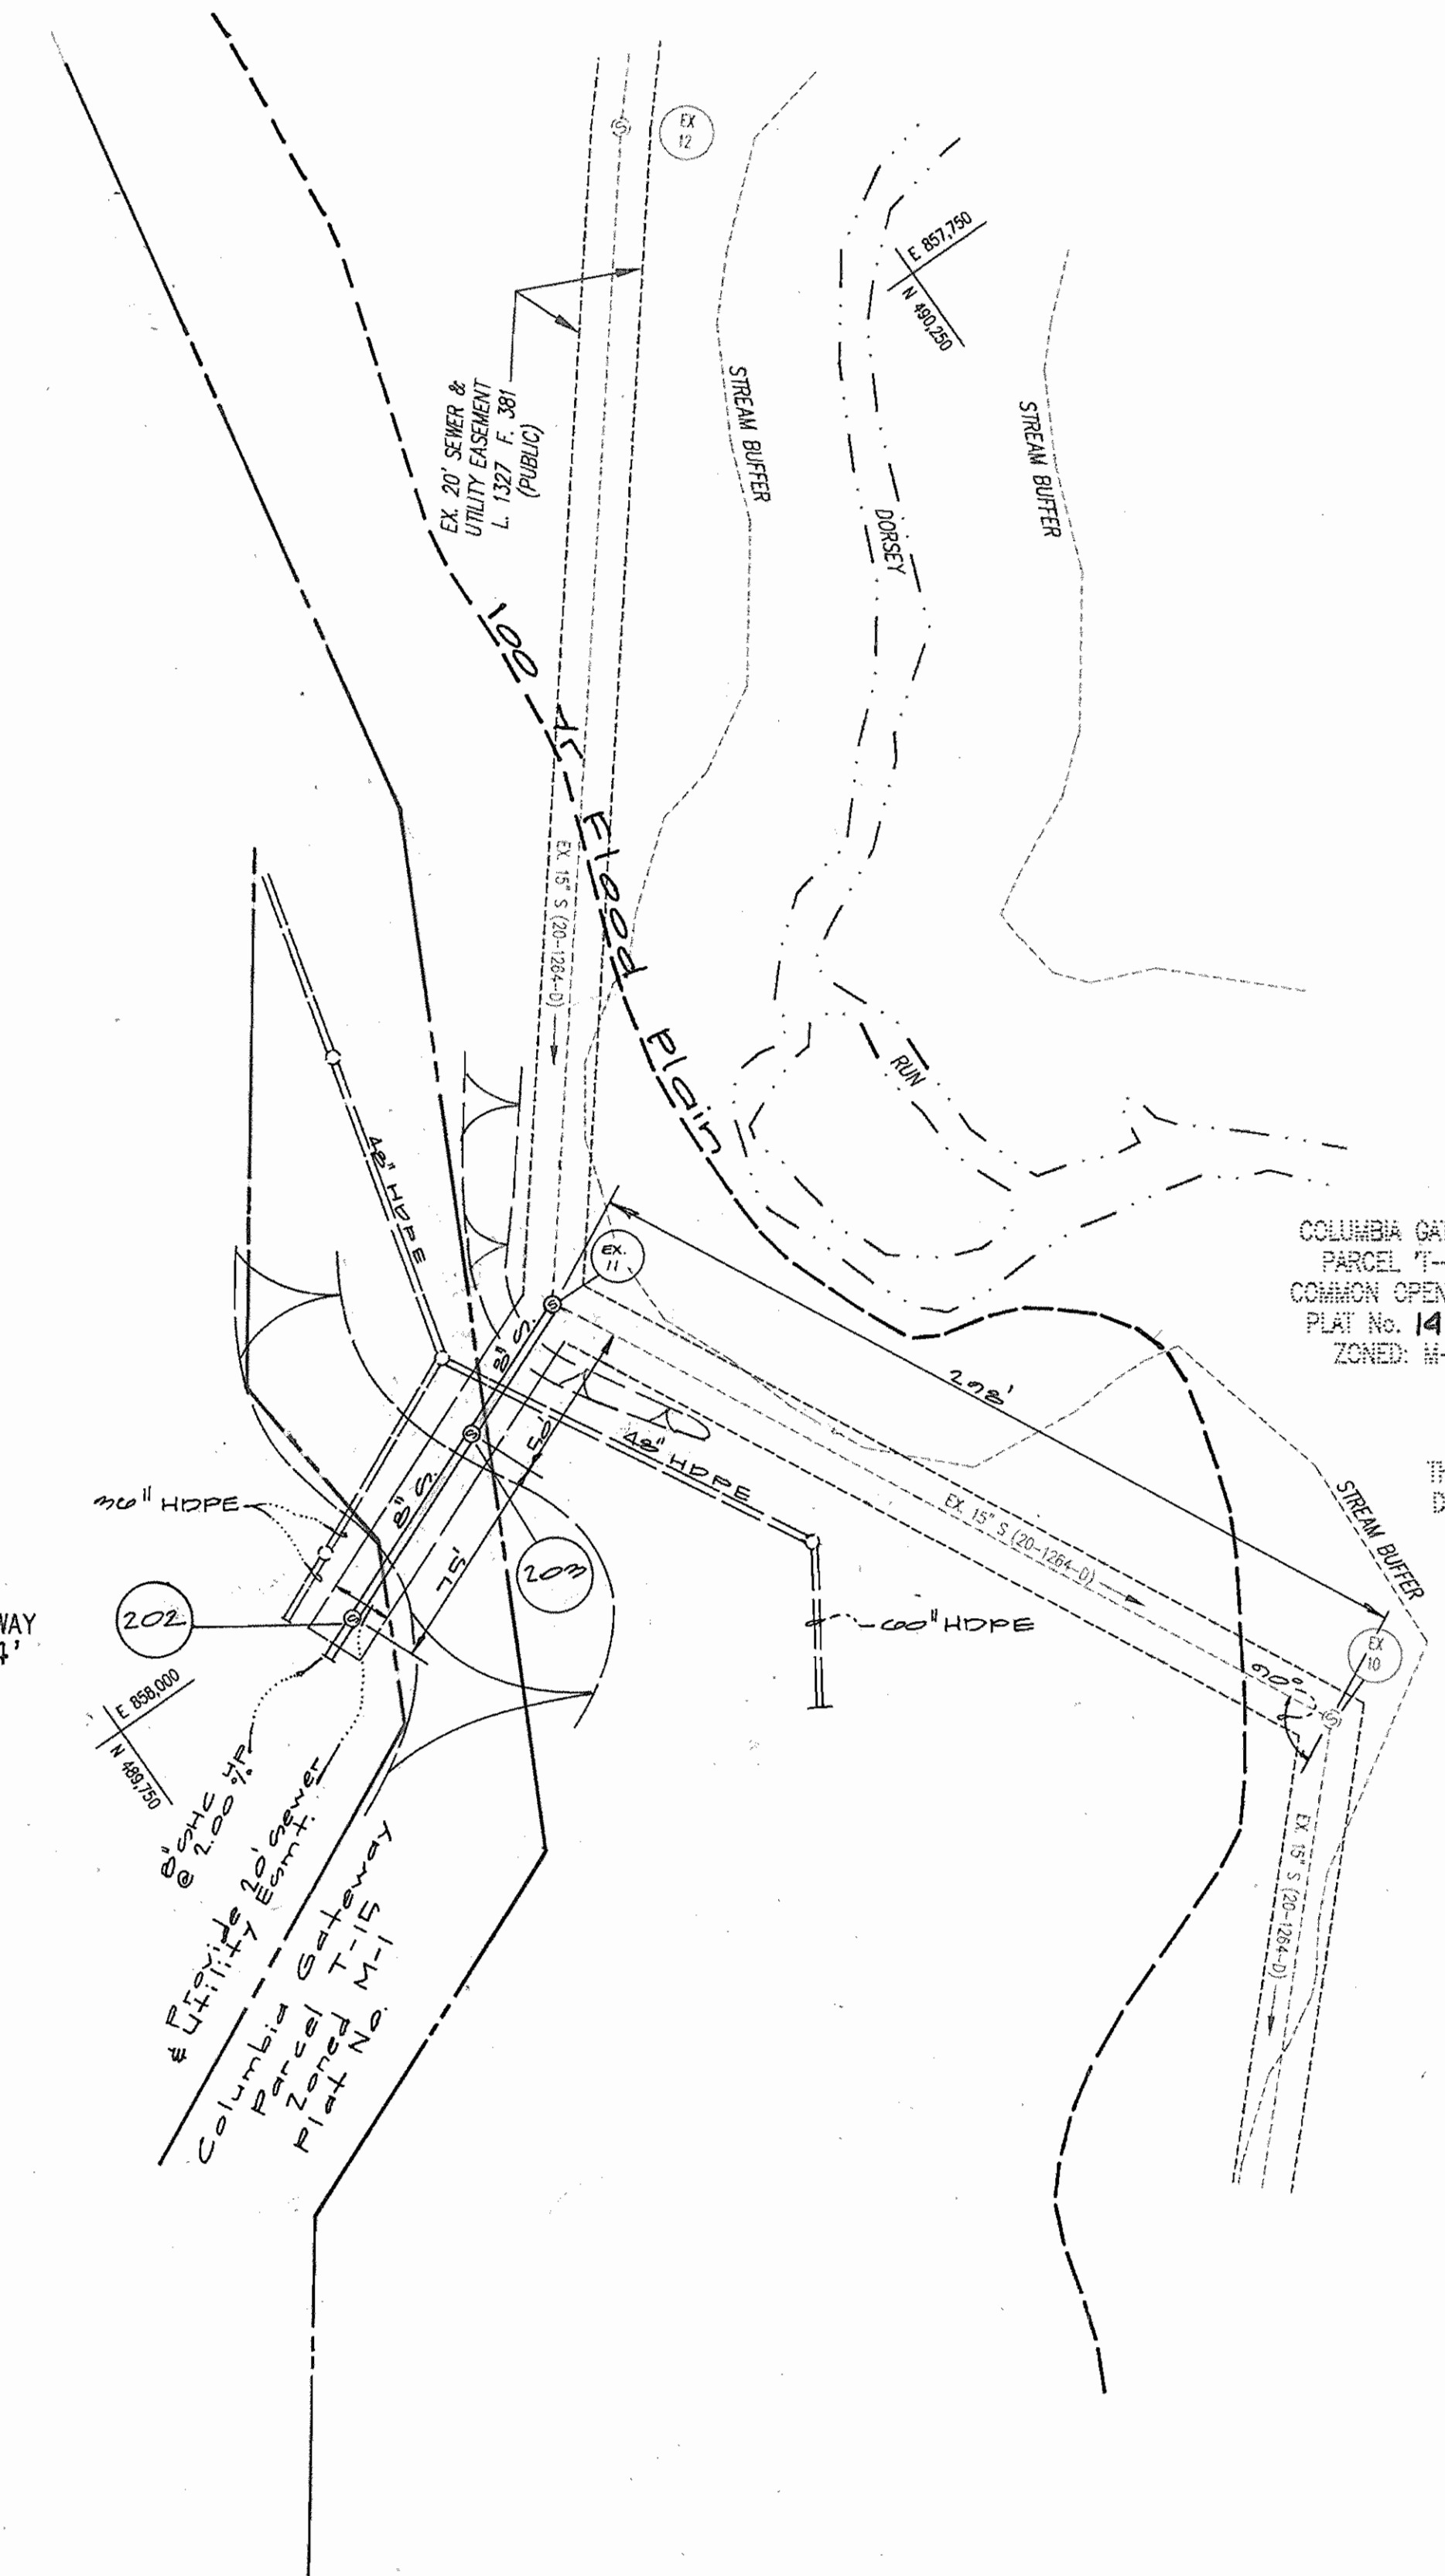 EX
12
E 857,750
N 490,250
EX. 20' SEWER &
UTILITY EASEMENT
L. 1327 F. 381
(PUBLIC)
STREAM BUFFER
STREAM BUFFER
DORSEY
RUN
100 Yr Flood Plain
EX. 15" S (20-1264-D)
48" HDPE
EX.
11
COLUMBIA GA
PARCEL 'T-
COMMON OPEN
PLAT No. 14
ZONED: M-
298'
8" S.
50'
48" HDPE
TH
D
STREAM BUFFER
EX. 15" S (20-1264-D)
36" HDPE
8" S.
75'
203
202
WAY
60" HDPE
EX
10
90°
E 858,000
N 489,750
8" SHC
@ 2.00 %
Provide 20' Sewer
& Utility Esmt.
EX. 15" S (20-1264-D)
Columbia Gateway
Parcel T-15
Zoned M-1
Plat No.